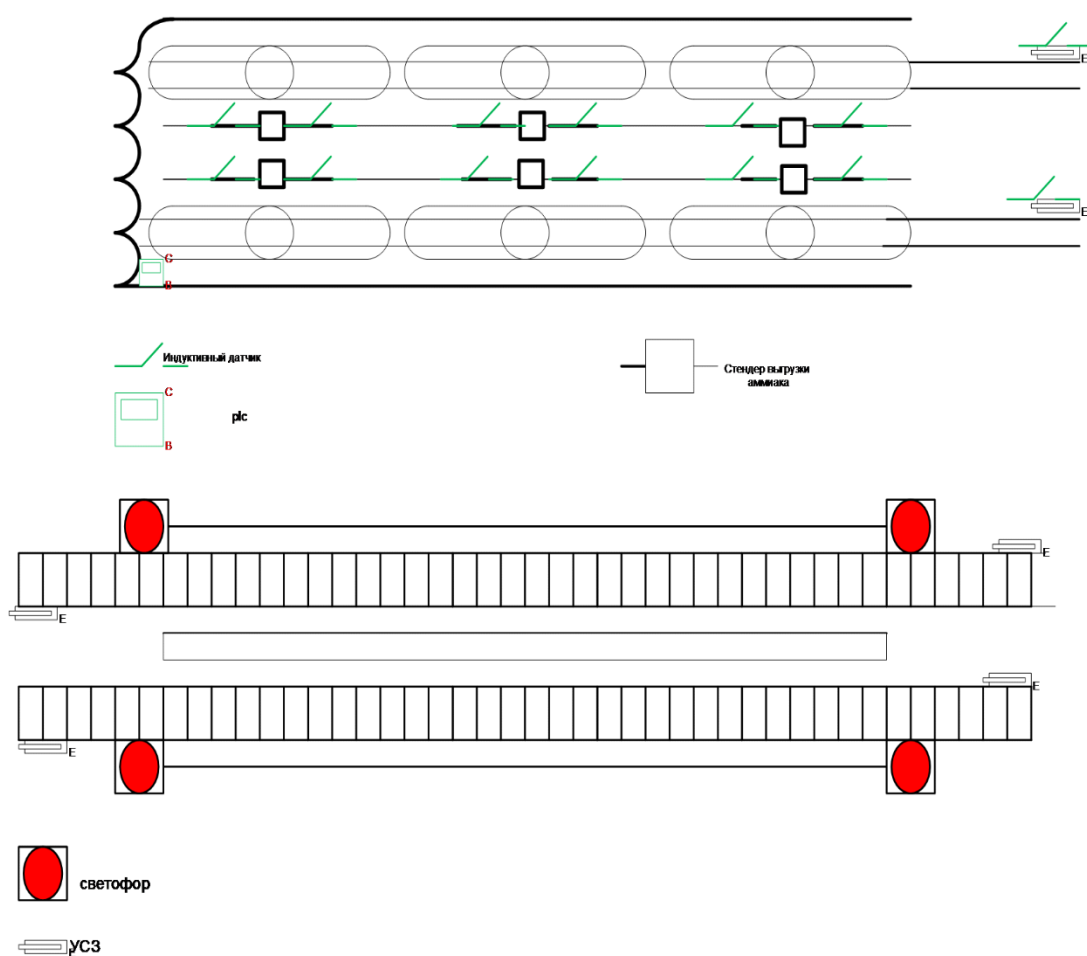 E
E
C
B
Индуктивный датчик
Стендер выгрузки
аммиака
C
plc
B
E
E
E
E
светофор
УСЗ
E